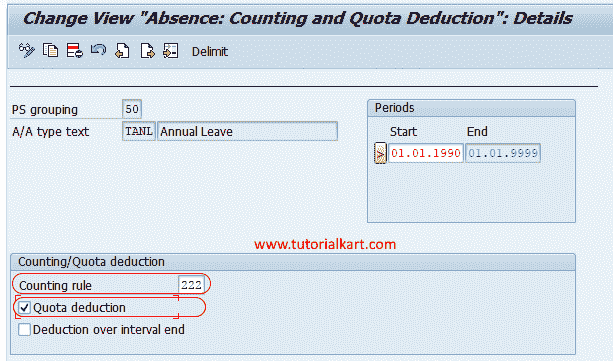 Change View "Absence: Counting and Quota Deduction": Details
Delimit
PS grouping 50
A/A type text TANL Annual Leave
Periods
Start End
01.01.1990 01.01.9999
www.tutorialkart.com
Counting/Quota deduction
Counting rule 222
Quota deduction
Deduction over interval end